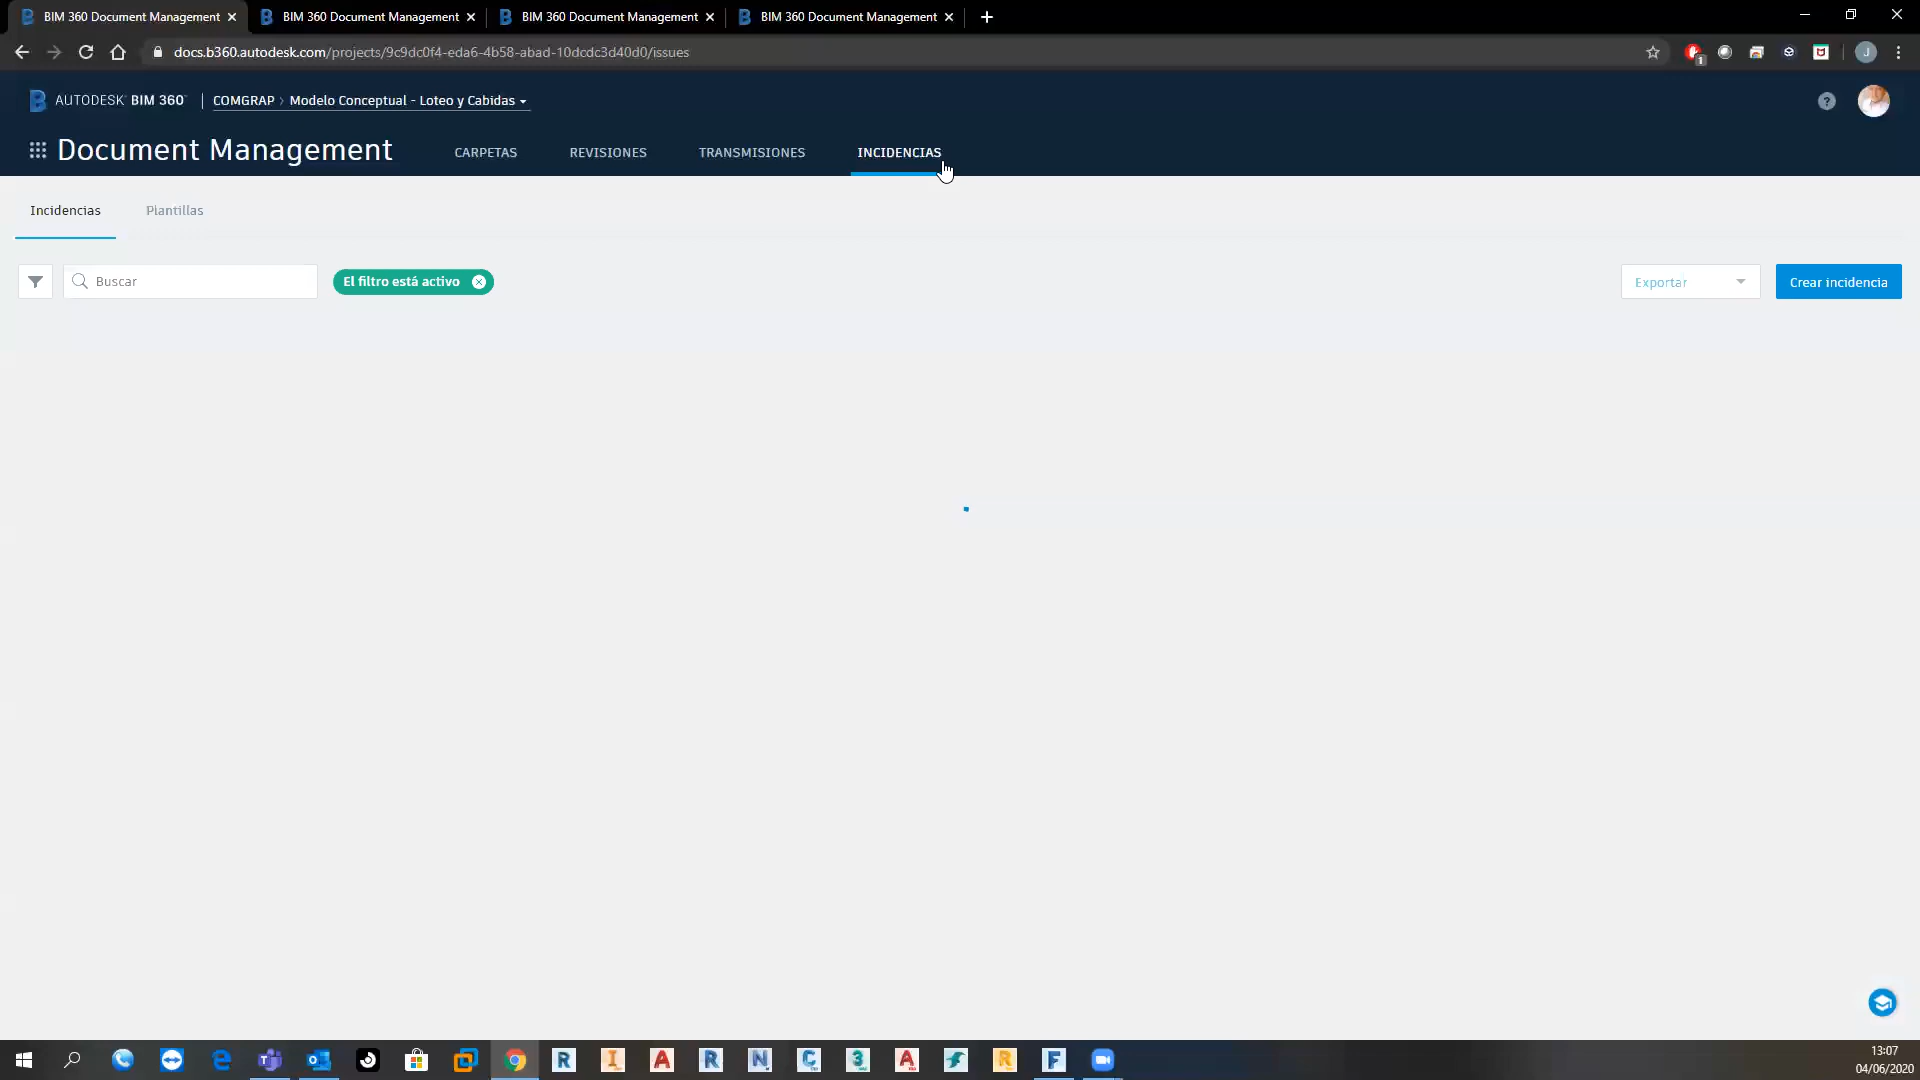 BIM 360 Document Management
BIM 360 Document Management
BIM 360 Document Management
BIM 360 Document Management
docs.b360.autodesk.com/projects/9c9dc0f4-eda6-4b58-abad-10dcdc3d40d0/issues
1
J
AUTODESK BIM 360 COMGRAP > Modelo Conceptual - Loteo y Cabidas
?
Document Management
CARPETAS REVISIONES TRANSMISIONES INCIDENCIAS
Incidencias Plantillas
Buscar
El filtro está activo
Exportar
Crear incidencia
R I A R N C 3 A R F
13:07
04/06/2020